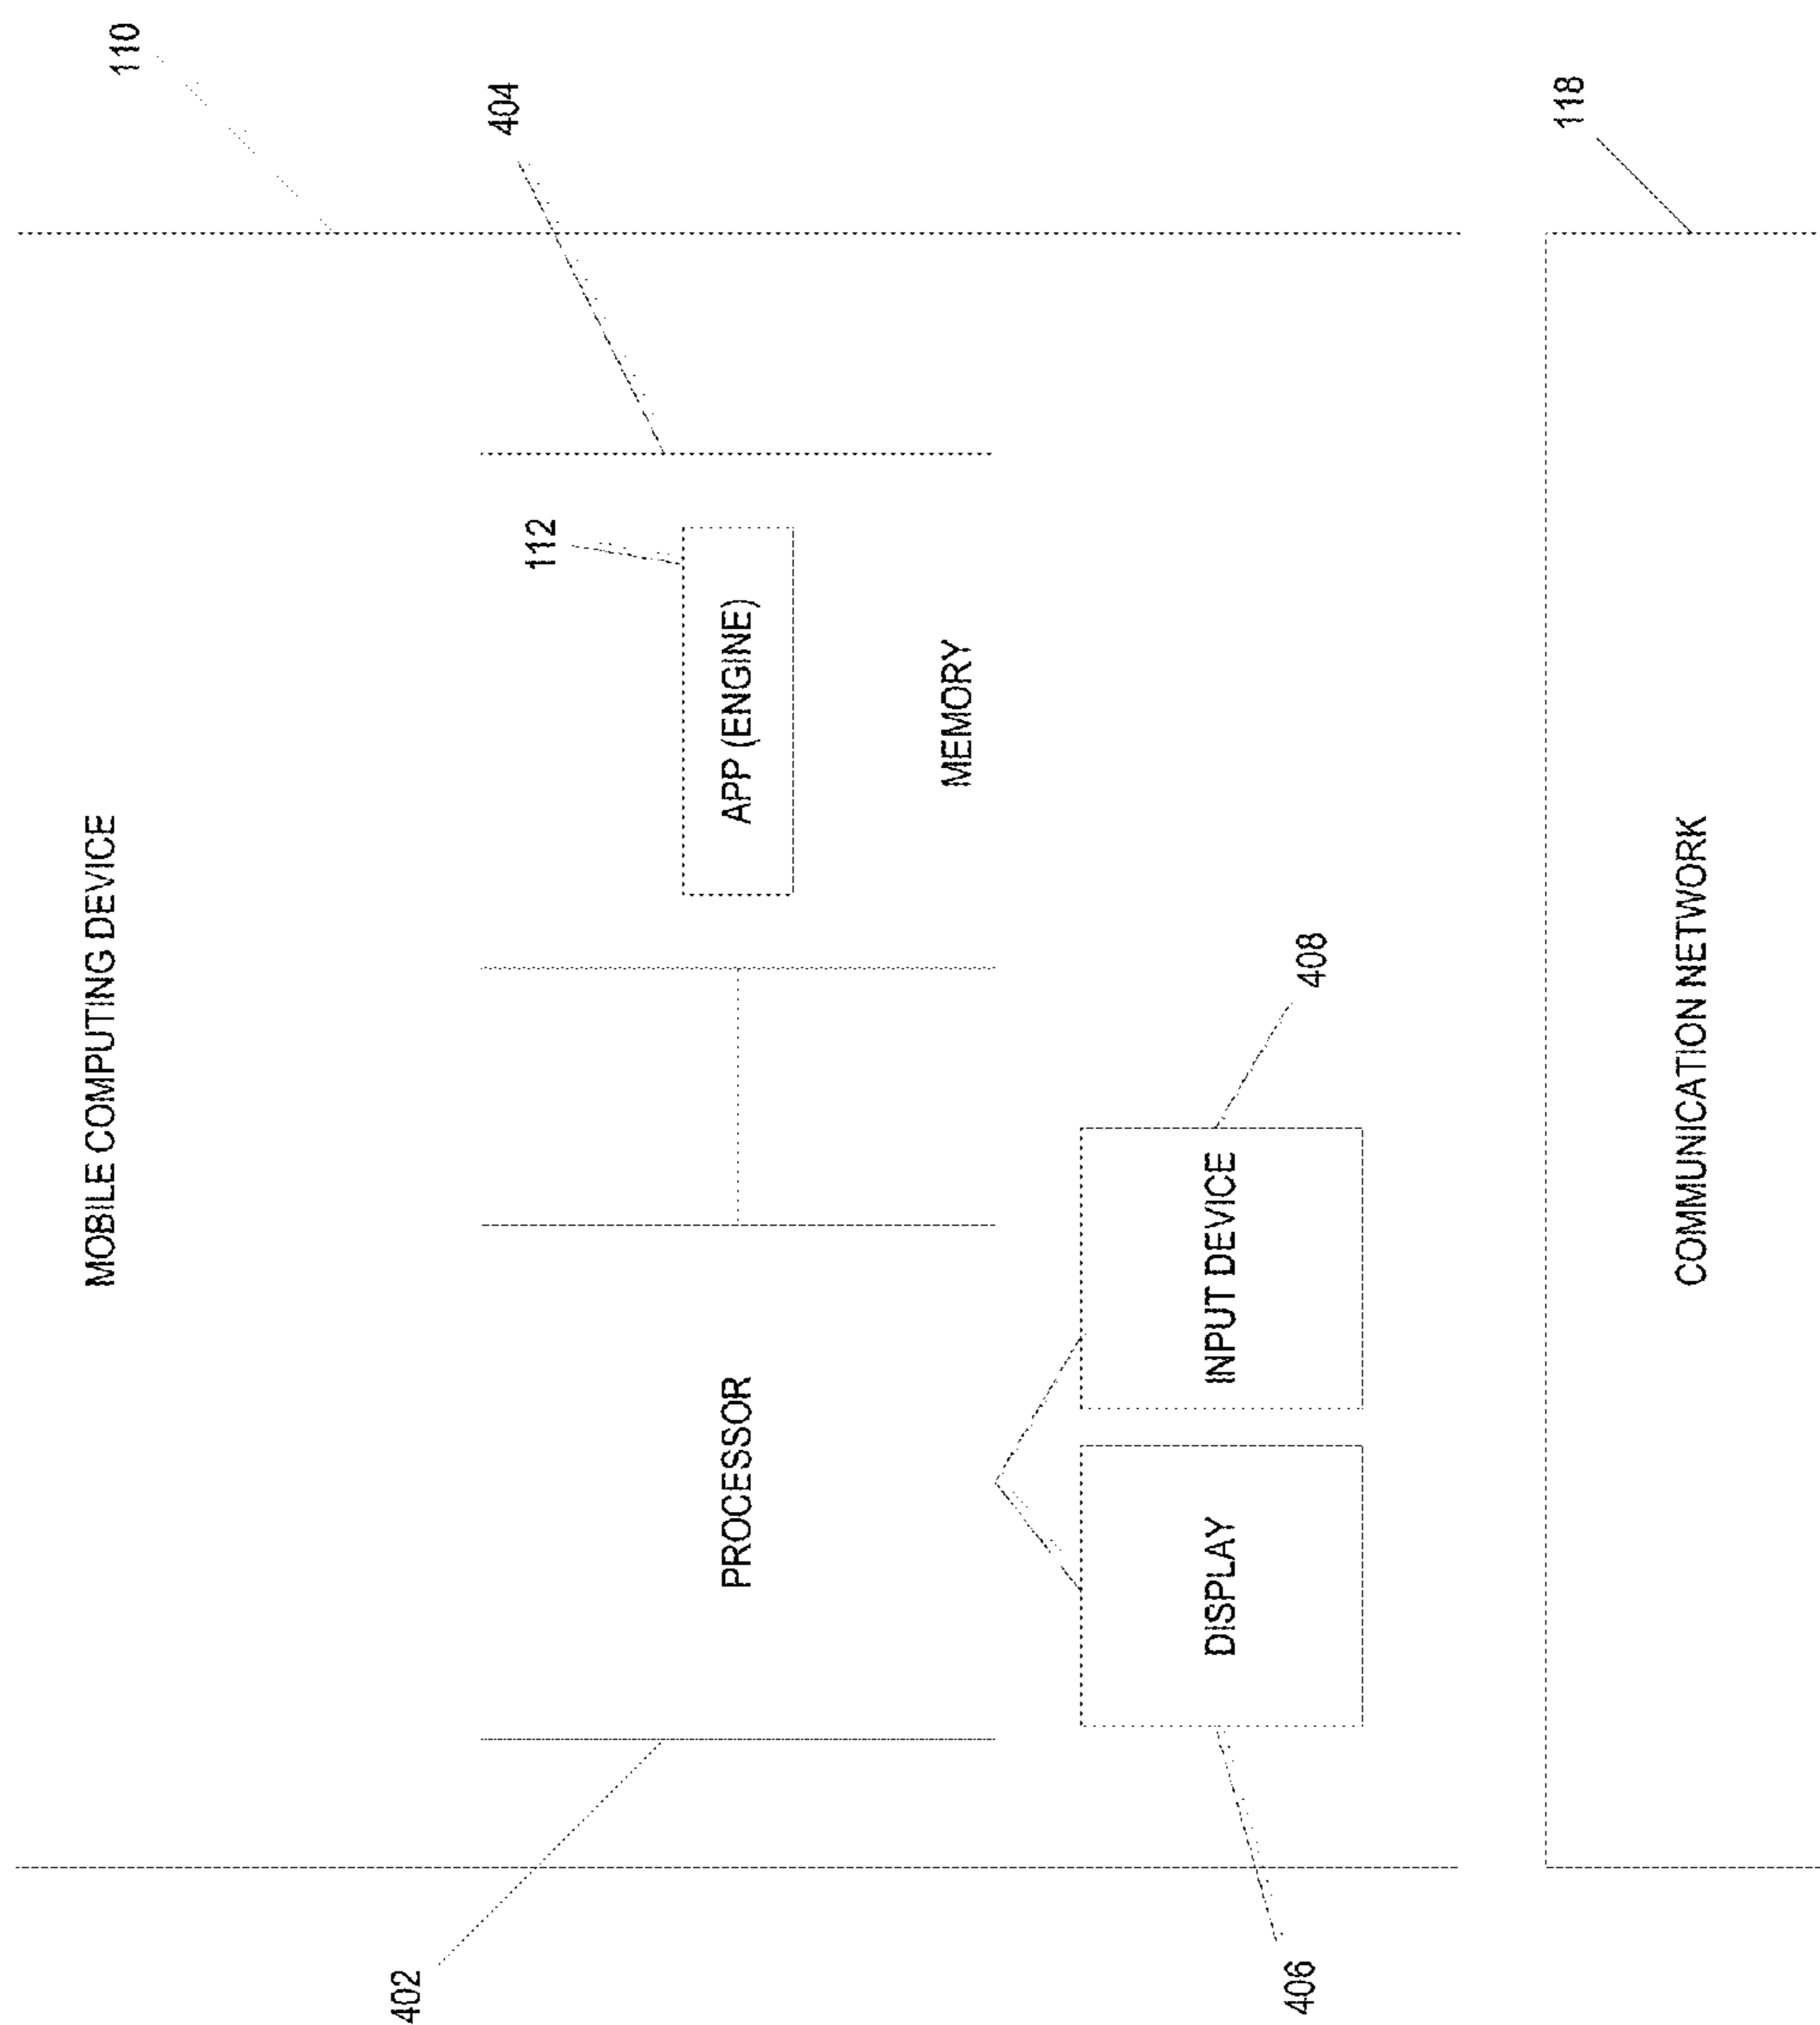 110
MOBILE COMPUTING DEVICE
402
404
PROCESSOR
112
APP (ENGINE)
MEMORY
DISPLAY
INPUT DEVICE
406
408
118
COMMUNICATION NETWORK